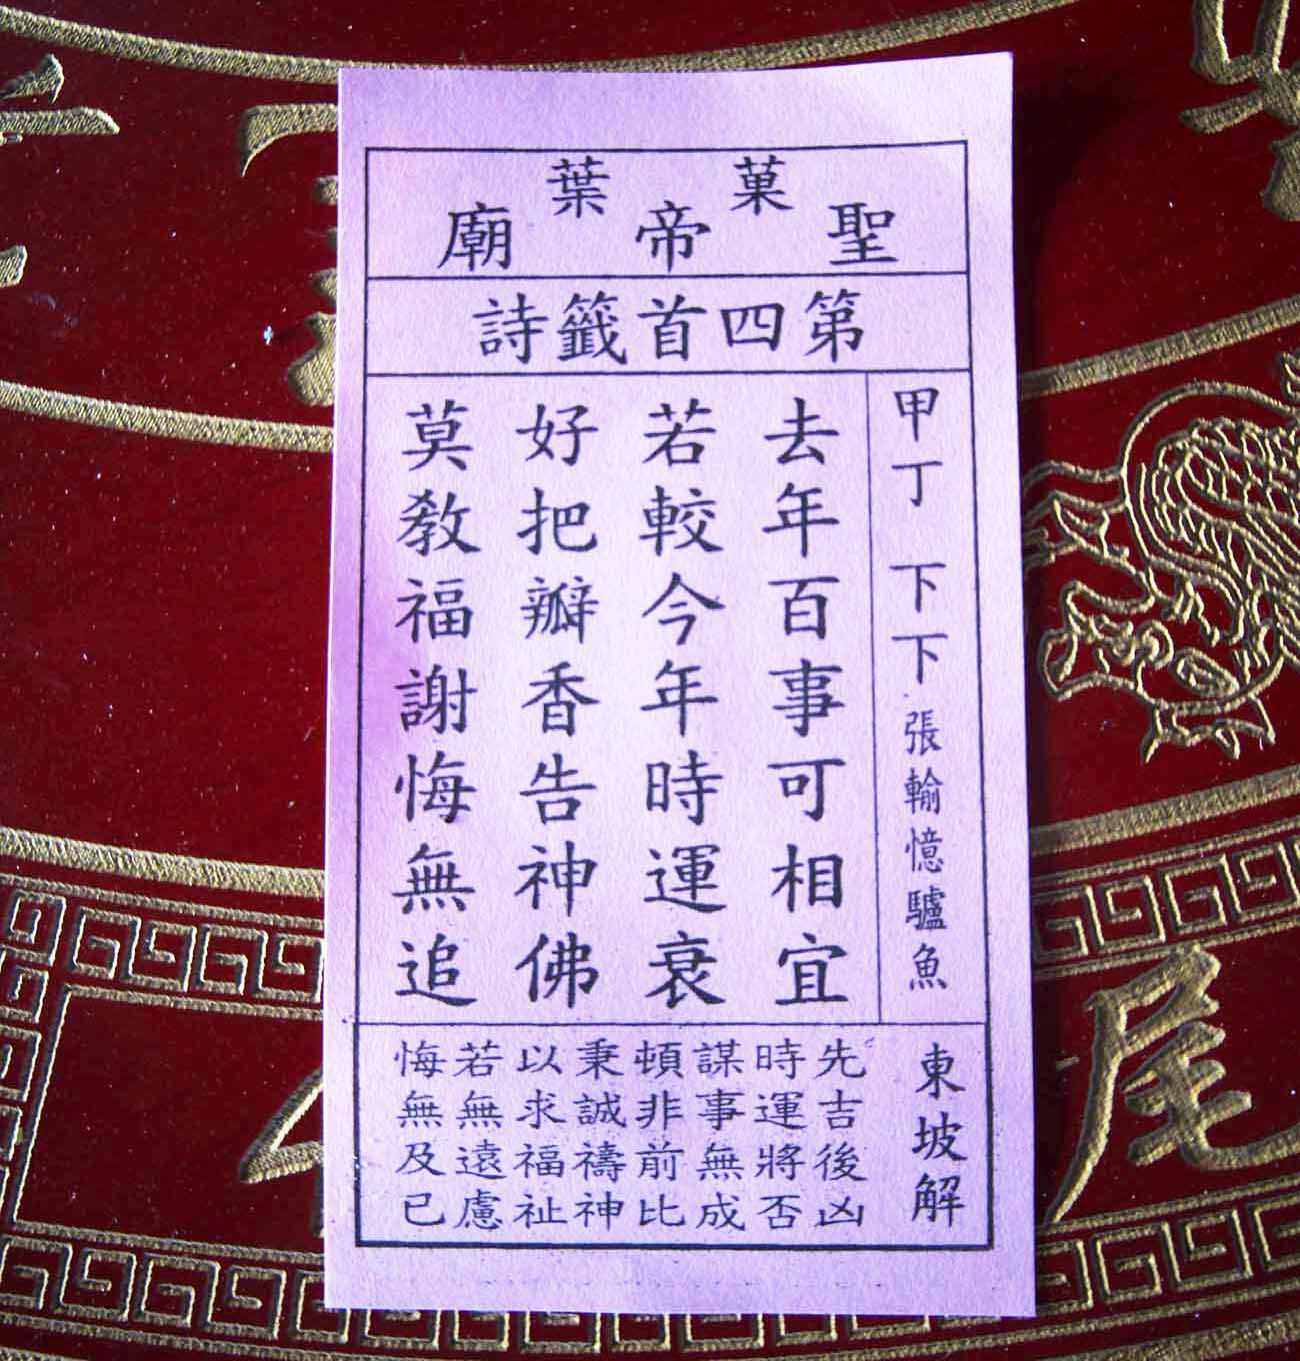 菓葉
聖帝廟
第四首籤詩
甲丁 下下 張輸憶驢魚
去年百事可相宜
若較今年時運衰
好把瓣香告神佛
莫教福謝悔無追
東坡解
先吉後凶
時運將否
謀事無成
頓非前比
秉誠禱神
以求福祉
若無遠慮
悔無及已
尾